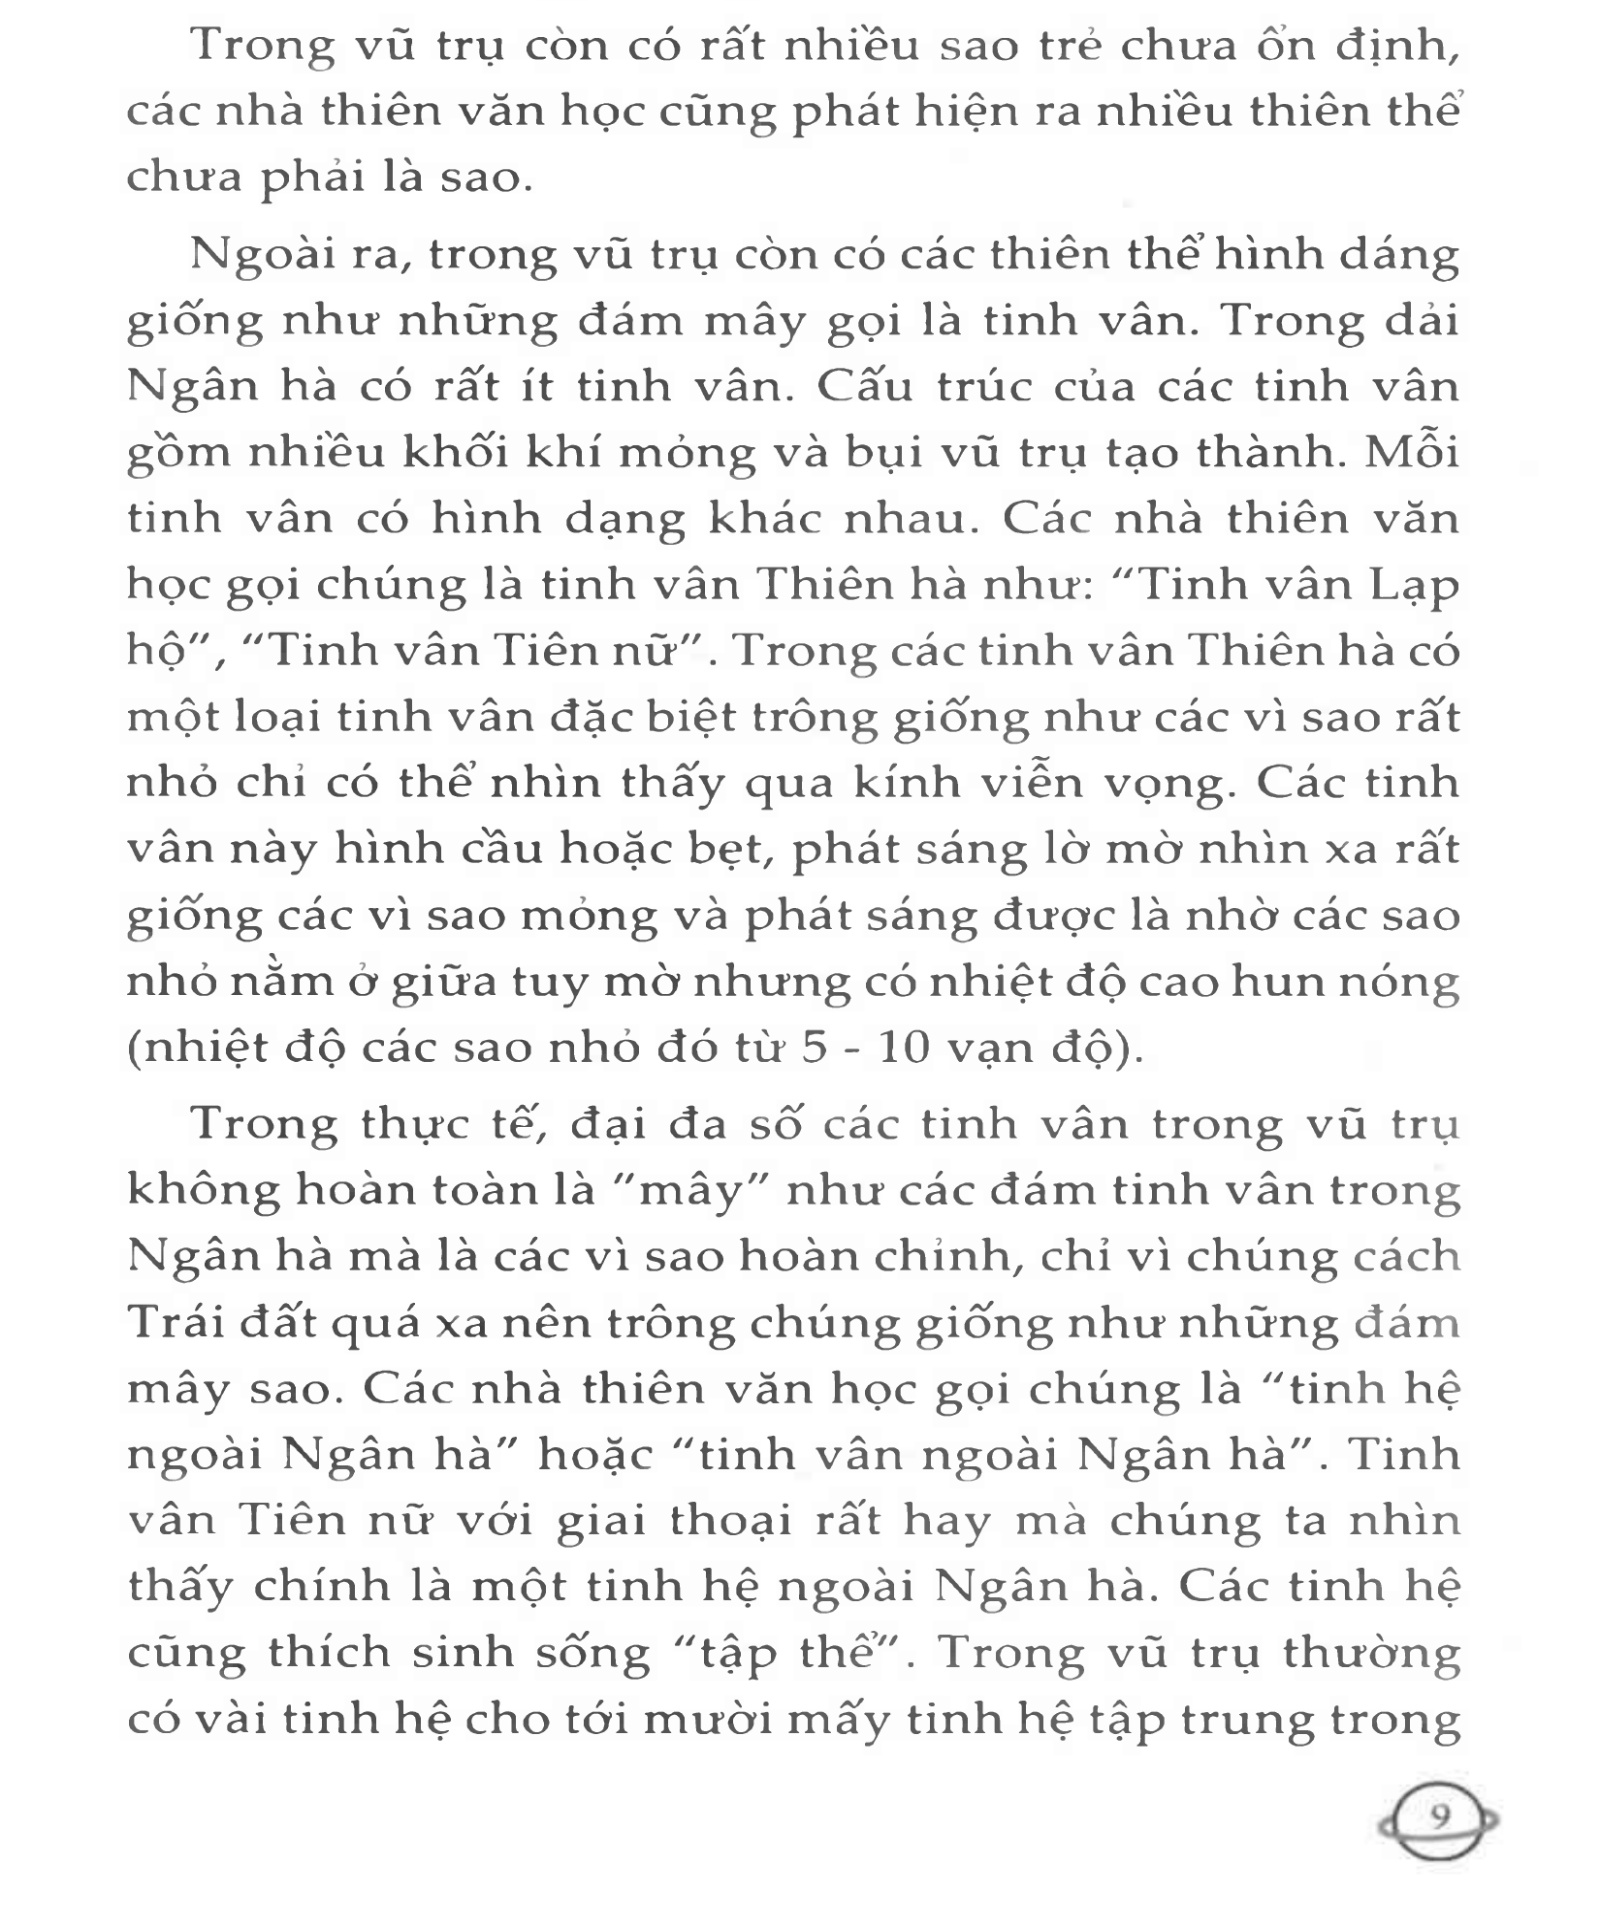 Trong vũ trụ còn có rất nhiều sao trẻ chưa ổn định,
các nhà thiên văn học cũng phát hiện ra nhiều thiên thể
chưa phải là sao.
Ngoài ra, trong vũ trụ còn có các thiên thể hình dáng
giống như những đám mây gọi là tinh vân. Trong dải
Ngân hà có rất ít tinh vân. Cấu trúc của các tinh vân
gồm nhiều khối khí mỏng và bụi vũ trụ tạo thành. Mỗi
tinh vân có hình dạng khác nhau. Các nhà thiên văn
học gọi chúng là tinh vân Thiên hà như: “Tinh vân Lạp
hộ”, “Tinh vân Tiên nữ”. Trong các tinh vân Thiên hà có
một loại tinh vân đặc biệt trông giống như các vì sao rất
nhỏ chỉ có thể nhìn thấy qua kính viễn vọng. Các tinh
vân này hình cầu hoặc bẹt, phát sáng lờ mờ nhìn xa rất
giống các vì sao mỏng và phát sáng được là nhờ các sao
nhỏ nằm ở giữa tuy mờ nhưng có nhiệt độ cao hun nóng
(nhiệt độ các sao nhỏ đó từ 5 - 10 vạn độ).
Trong thực tế, đại đa số các tinh vân trong vũ trụ
không hoàn toàn là “mây” như các đám tinh vân trong
Ngân hà mà là các vì sao hoàn chỉnh, chỉ vì chúng cách
Trái đất quá xa nên trông chúng giống như những đám
mây sao. Các nhà thiên văn học gọi chúng là “tinh hệ
ngoài Ngân hà” hoặc “tinh vân ngoài Ngân hà”. Tinh
vân Tiên nữ với giai thoại rất hay mà chúng ta nhìn
thấy chính là một tinh hệ ngoài Ngân hà. Các tinh hệ
cũng thích sinh sống “tập thể”. Trong vũ trụ thường
có vài tinh hệ cho tới mười mấy tinh hệ tập trung trong
9